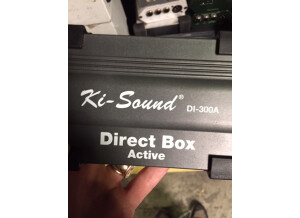 Ki-Sound® DI-300A
Direct Box
Active